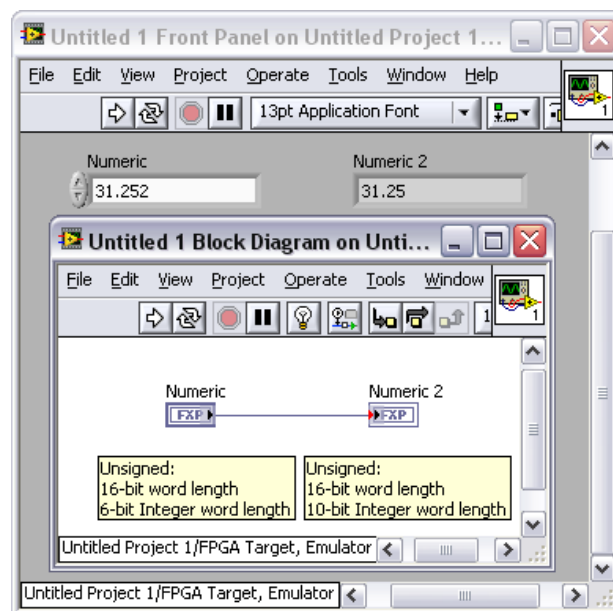 Untitled 1 Front Panel on Untitled Project 1...
File Edit View Project Operate Tools Window Help
13pt Application Font
1
Numeric Numeric 2
31.252 31.25
Untitled 1 Block Diagram on Unti...
File Edit View Project Operate Tools Window
1
1
Numeric Numeric 2
FXP FXP
Unsigned: Unsigned:
16-bit word length 16-bit word length
6-bit Integer word length 10-bit Integer word length
Untitled Project 1/FPGA Target, Emulator
Untitled Project 1/FPGA Target, Emulator